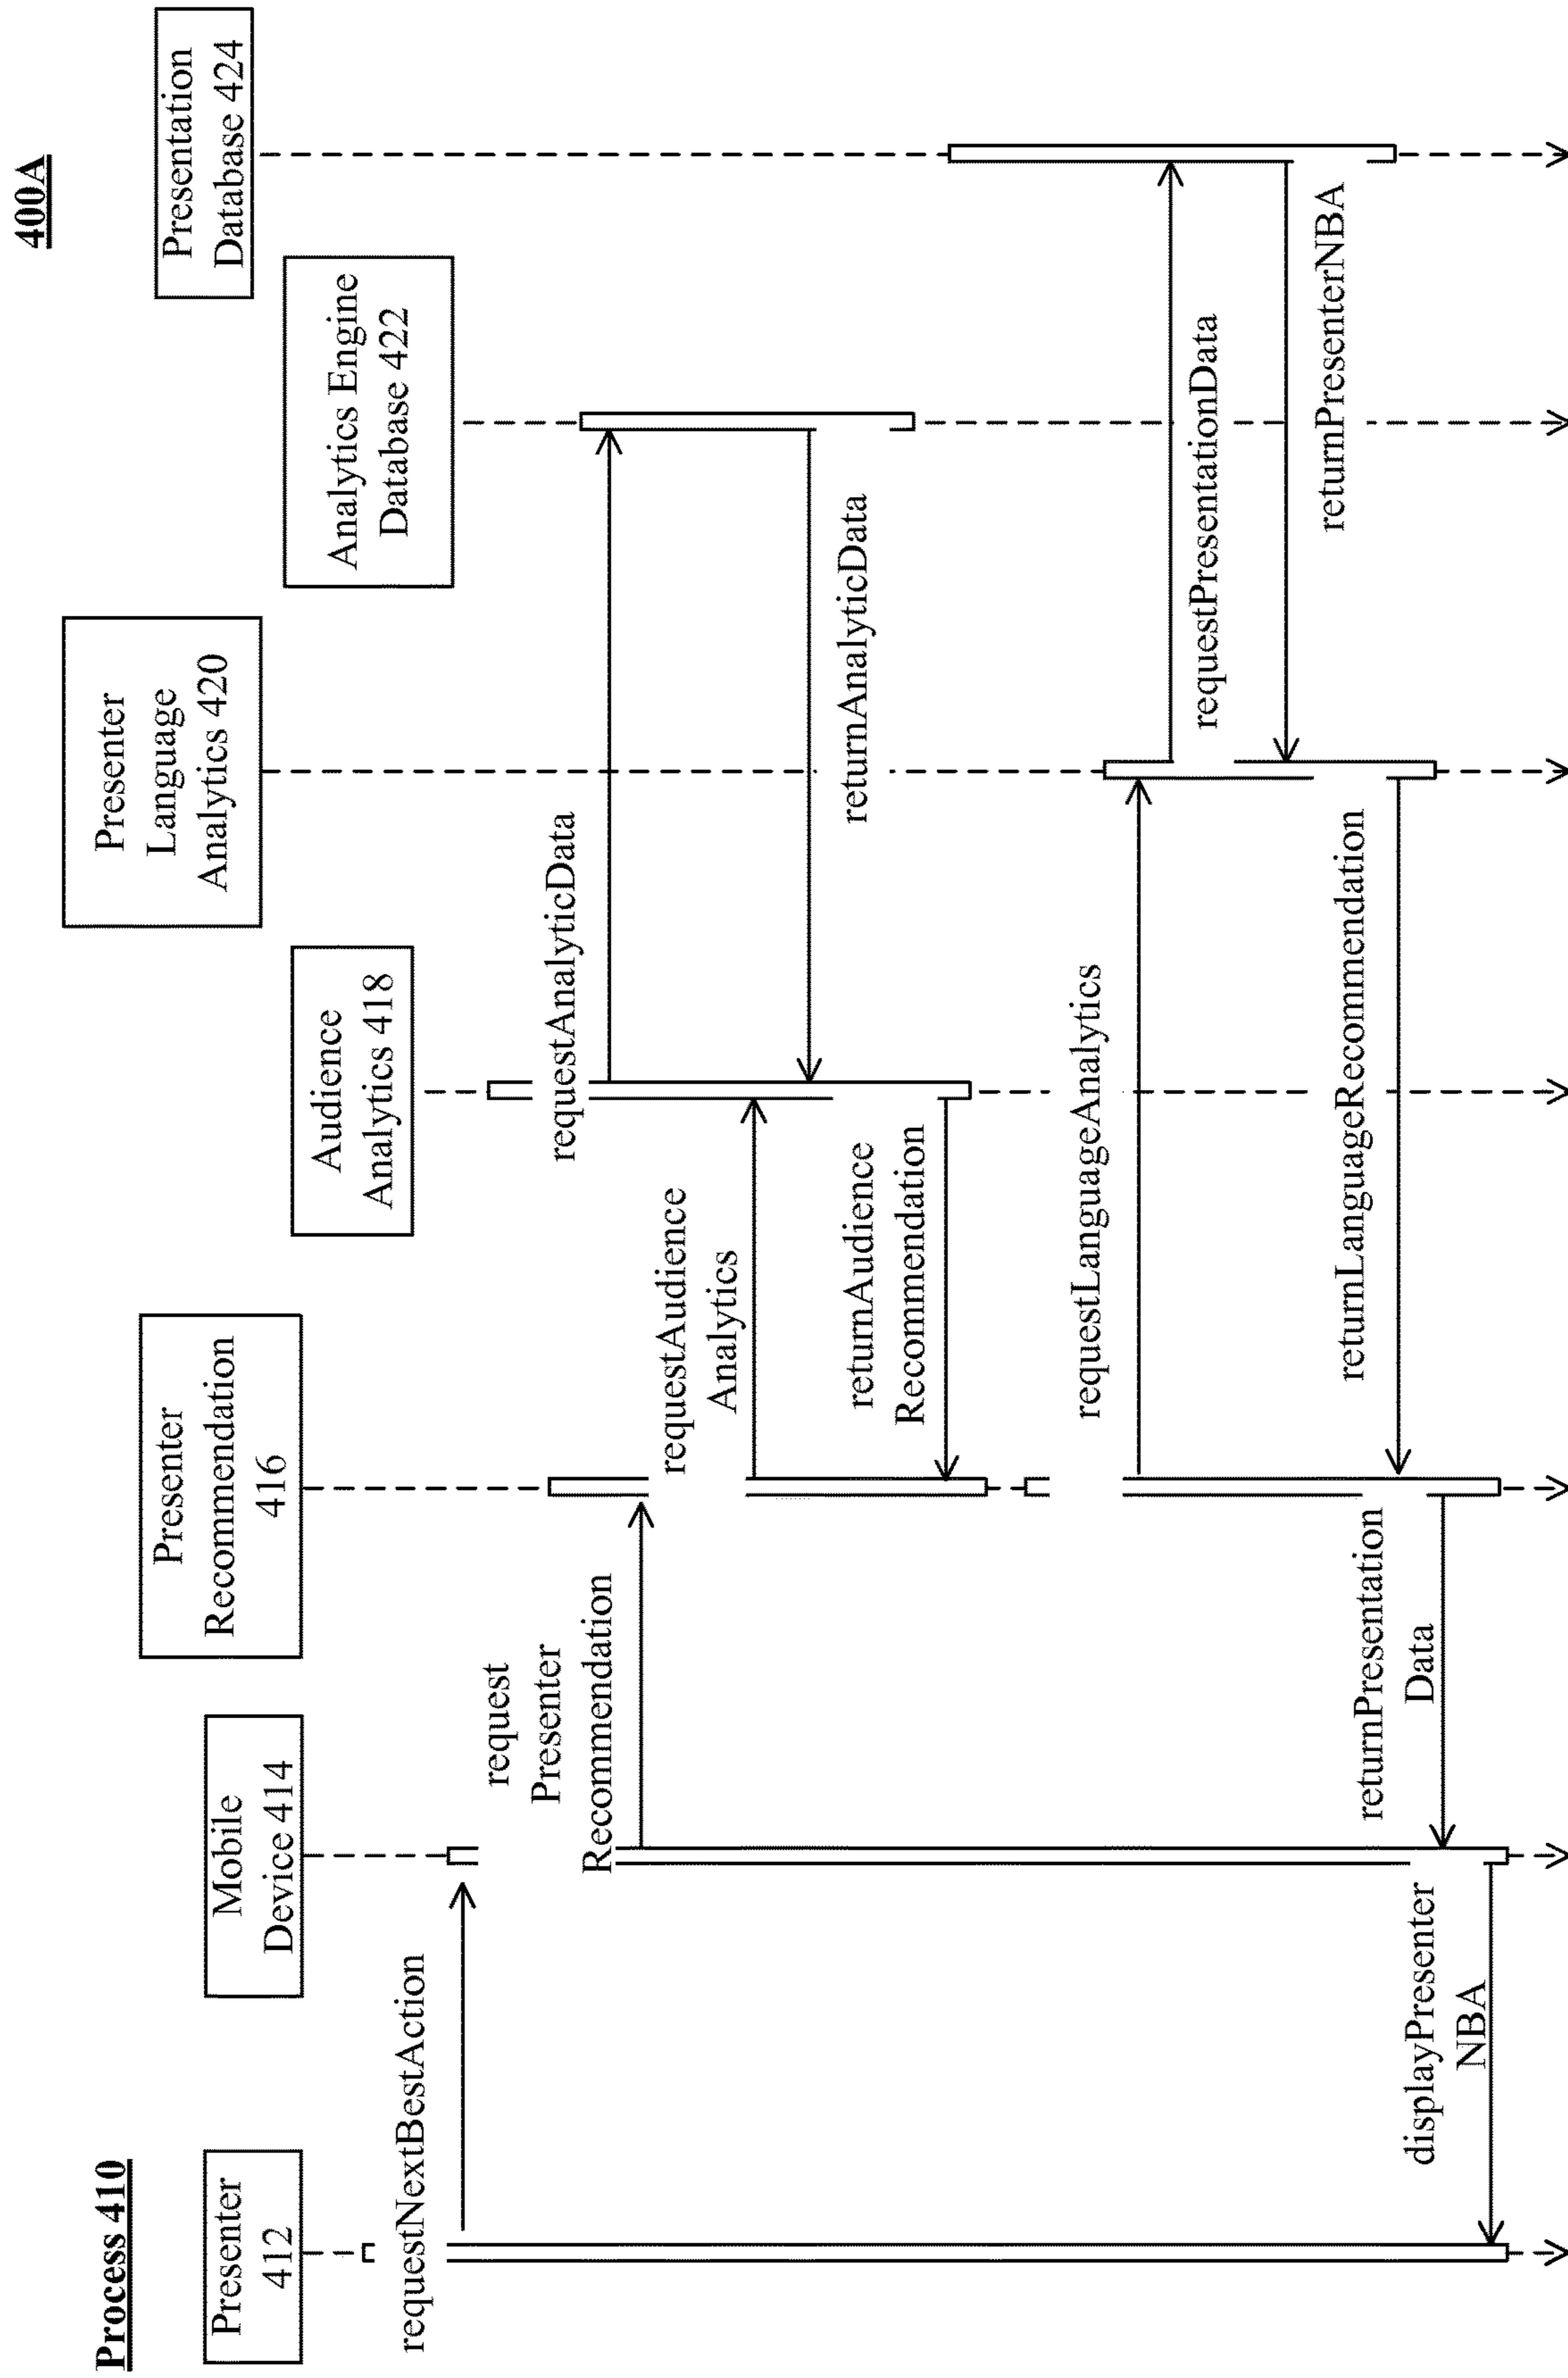 400A
Process 410
Presenter
412
Mobile
Device 414
Presenter
Recommendation
416
Audience
Analytics 418
Presenter
Language
Analytics 420
Analytics Engine
Database 422
Presentation
Database 424
requestNextBestAction
request
Presenter
Recommendation
requestAnalyticData
requestAudience
Analytics
returnAnalyticData
returnAudience
Recommendation
requestLanguageAnalytics
requestPresentationData
returnPresenterNBA
returnLanguageRecommendation
returnPresentation
Data
displayPresenter
NBA